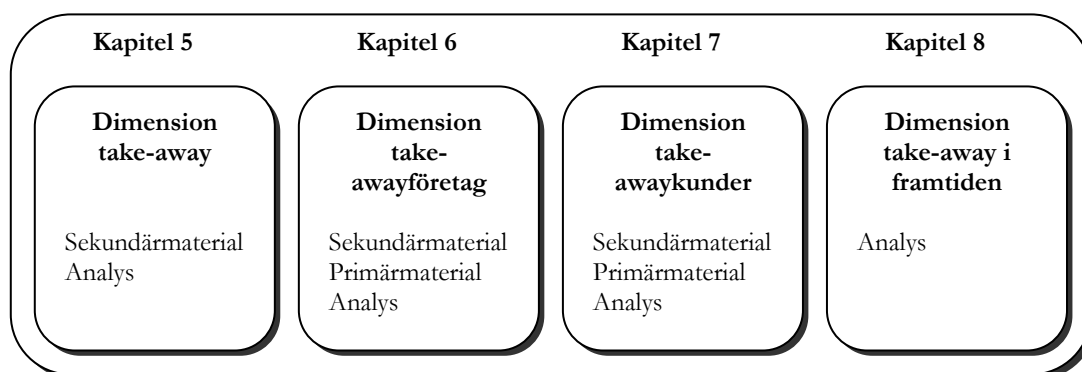 Kapitel 5
Kapitel 6
Kapitel 7
Kapitel 8
Dimension
take-away
Sekundärmaterial
Analys
Dimension
take-
awayföretag
Sekundärmaterial
Primärmaterial
Analys
Dimension
take-
awaykunder
Sekundärmaterial
Primärmaterial
Analys
Dimension
take-away i
framtiden
Analys